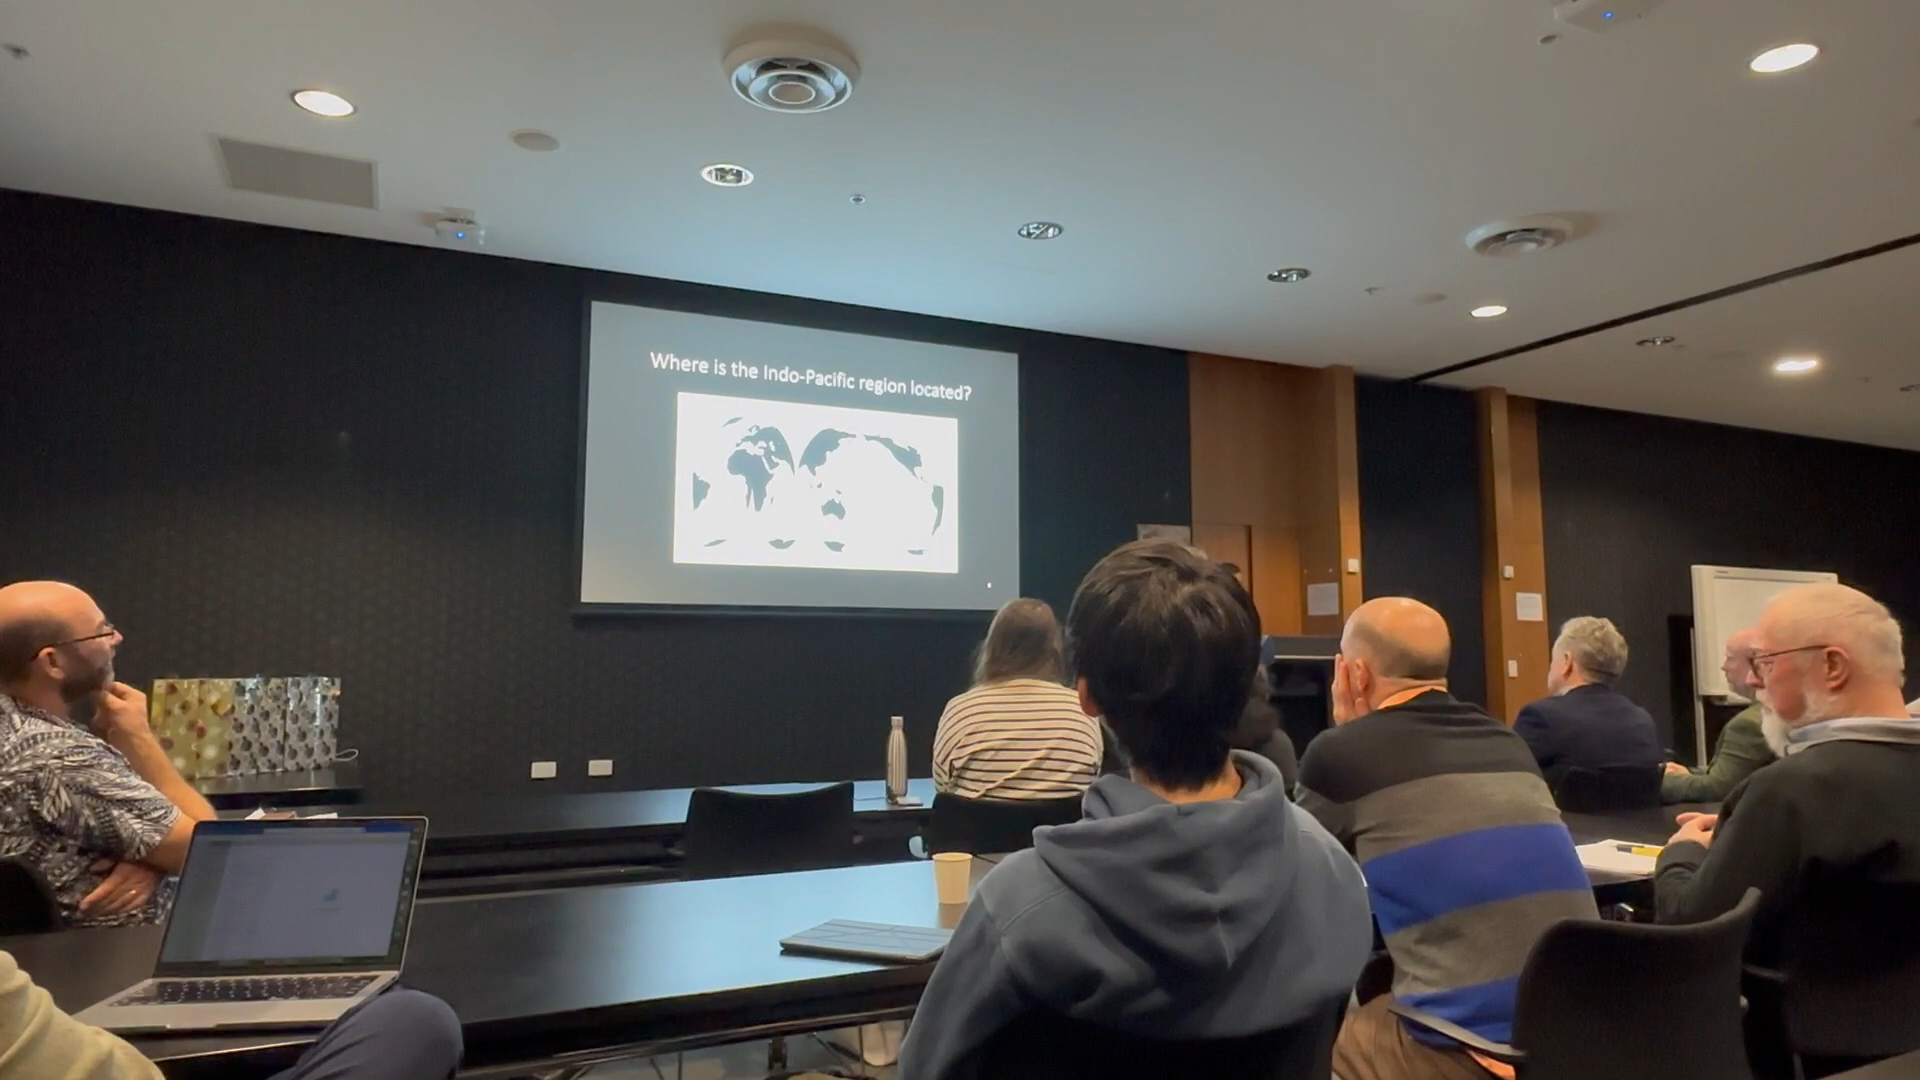 Where is the Indo-Pacific region located?